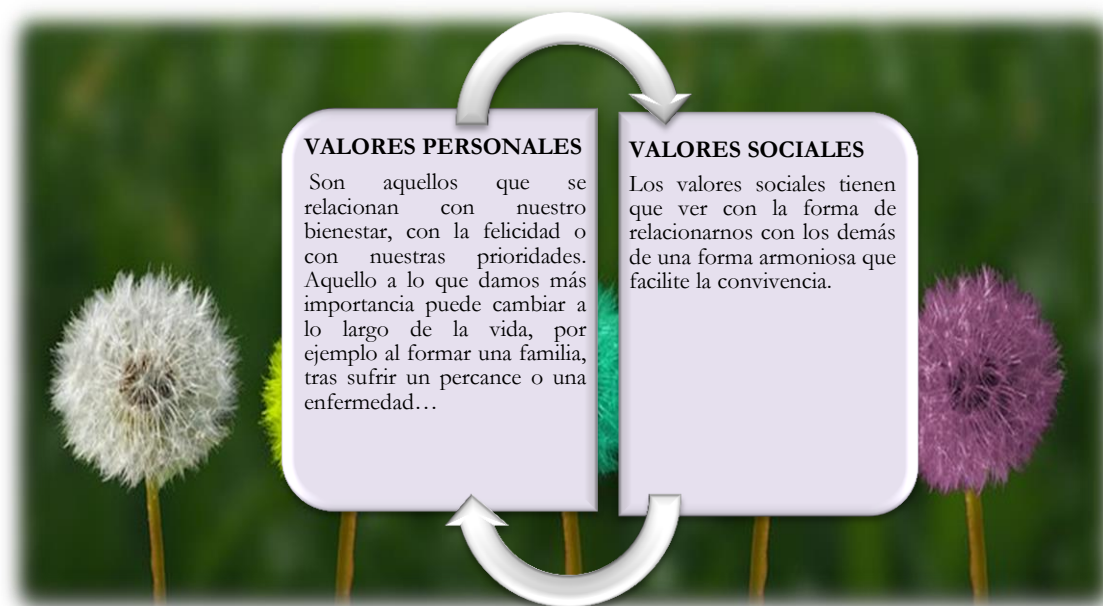 VALORES PERSONALES
Son aquellos que se
relacionan con nuestro
bienestar, con la felicidad o
con nuestras prioridades.
Aquello a lo que damos más
importancia puede cambiar a
lo largo de la vida, por
ejemplo al formar una familia,
tras sufrir un percance o una
enfermedad…
VALORES SOCIALES
Los valores sociales tienen
que ver con la forma de
relacionarnos con los demás
de una forma armoniosa que
facilite la convivencia.